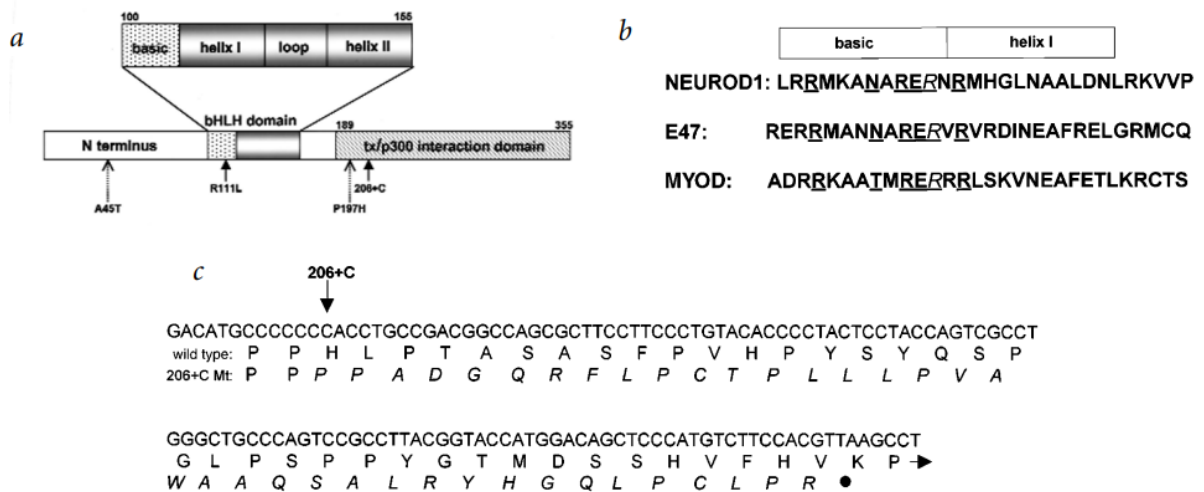 a
100 155
basic helix I loop helix II
bHLH domain
189 355
N terminus tx/p300 interaction domain
R111L 206+C
A45T P197H
b
basic helix I
NEUROD1: LRRMKANARERNRMHGLNAALDNLRKVVP
E47: RERRMANNARERVRVRDINEAFRELGRMCQ
MYOD: ADRRKAATMRERRRLSKVNEAFETLKRCTS
c
206+C
GACATGCCCCCCCACCTGCCGACGGCCAGCGCTTCCTTCCCTGTACACCCCTACTCCTACCAGTCGCCT
wild type: P P H L P T A S A S F P V H P Y S Y Q S P
206+C Mt: P P P P A D G Q R F L P C T P L L L P V A
GGGCTGCCCAGTCCGCCTTACGGTACCATGGACAGCTCCCATGTCTTCCACGTTAAGCCT
G L P S P P Y G T M D S S H V F H V K P
W A A Q S A L R Y H G Q L P C L P R